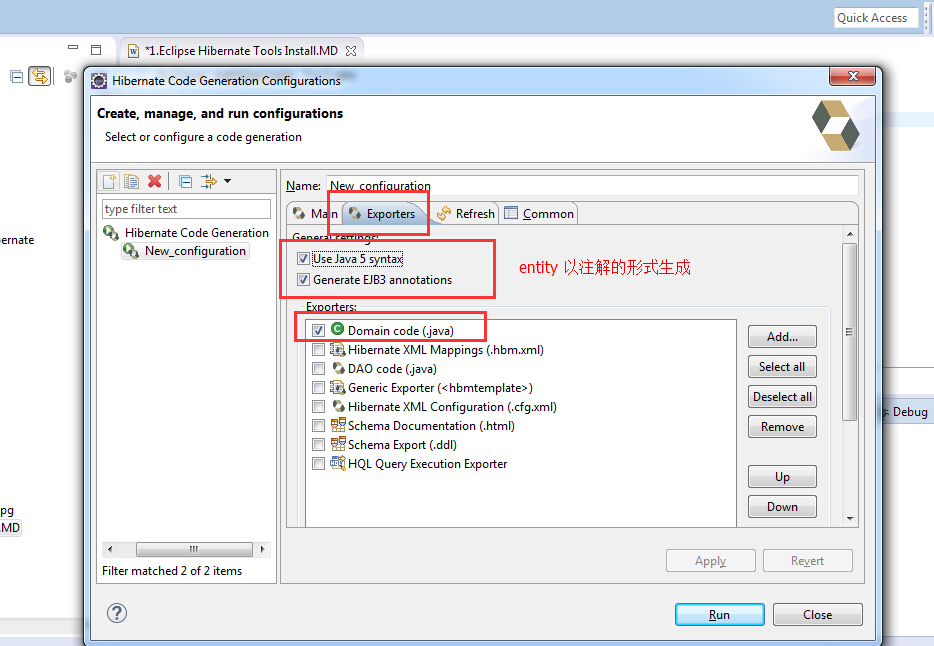 Quick Access
*1.Eclipse Hibernate Tools Install.MD
Hibernate Code Generation Configurations
Create, manage, and run configurations
Select or configure a code generation
type filter text
Hibernate Code Generation
New_configuration
Filter matched 2 of 2 items
Name: New_configuration
Main Exporters Refresh Common
General settings:
Use Java 5 syntax
Generate EJB3 annotations
entity 以注解的形式生成
Exporters:
Domain code (.java)
Hibernate XML Mappings (.hbm.xml)
DAO code (.java)
Generic Exporter (<hbmtemplate>)
Hibernate XML Configuration (.cfg.xml)
Schema Documentation (.html)
Schema Export (.ddl)
HQL Query Execution Exporter
Add...
Select all
Deselect all
Remove
Up
Down
Apply Revert
Run Close
ernate
pg
.MD
Debug